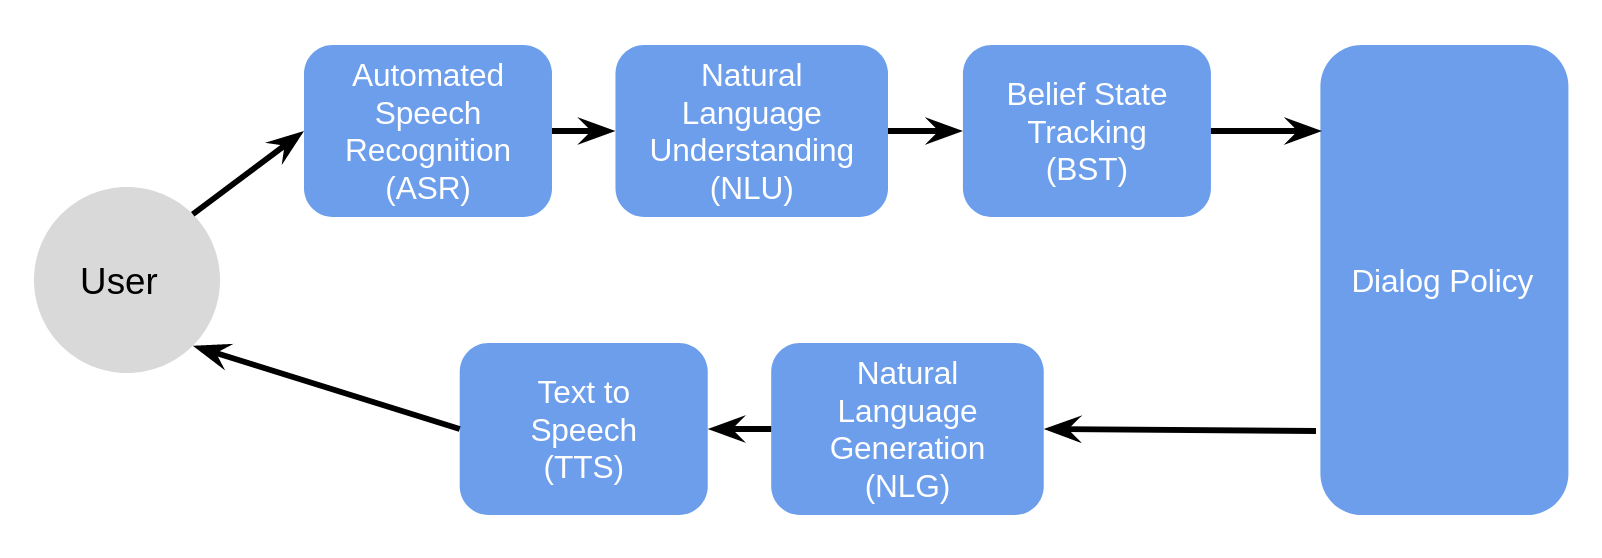 Automated
Speech
Recognition
(ASR)
Natural
Language
Understanding
(NLU)
Belief State
Tracking
(BST)
Dialog Policy
User
Text to
Speech
(TTS)
Natural
Language
Generation
(NLG)